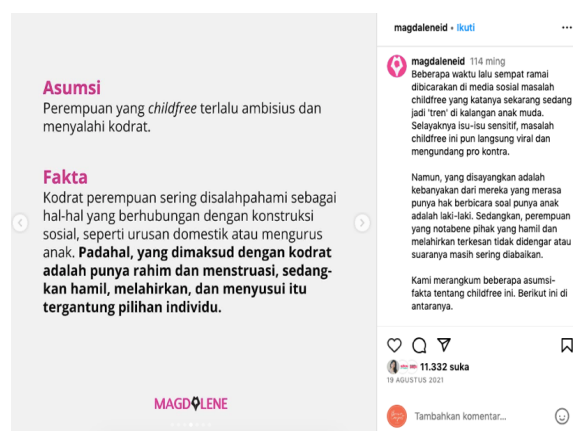 Asumsi
Perempuan yang childfree terlalu ambisius dan
menyalahi kodrat.
Fakta
Kodrat perempuan sering disalahpahami sebagai
hal-hal yang berhubungan dengan konstruksi
sosial, seperti urusan domestik atau mengurus
anak. Padahal, yang dimaksud dengan kodrat
adalah punya rahim dan menstruasi, sedang-
kan hamil, melahirkan, dan menyusui itu
tergantung pilihan individu.
MAGDALENE
magdaleneid • Ikuti
magdaleneid 114 ming
Beberapa waktu lalu sempat ramai
dibicarakan di media sosial masalah
childfree yang katanya sekarang sedang
jadi 'tren' di kalangan anak muda.
Selayaknya isu-isu sensitif, masalah
childfree ini pun langsung viral dan
mengundang pro kontra.
Namun, yang disayangkan adalah
kebanyakan dari mereka yang merasa
punya hak berbicara soal punya anak
adalah laki-laki. Sedangkan, perempuan
yang notabene pihak yang hamil dan
melahirkan terkesan tidak didengar atau
suaranya masih sering diabaikan.
Kami merangkum beberapa asumsi-
fakta tentang childfree ini. Berikut ini di
antaranya.
11.332 suka
19 AGUSTUS 2021
Tambahkan komentar...